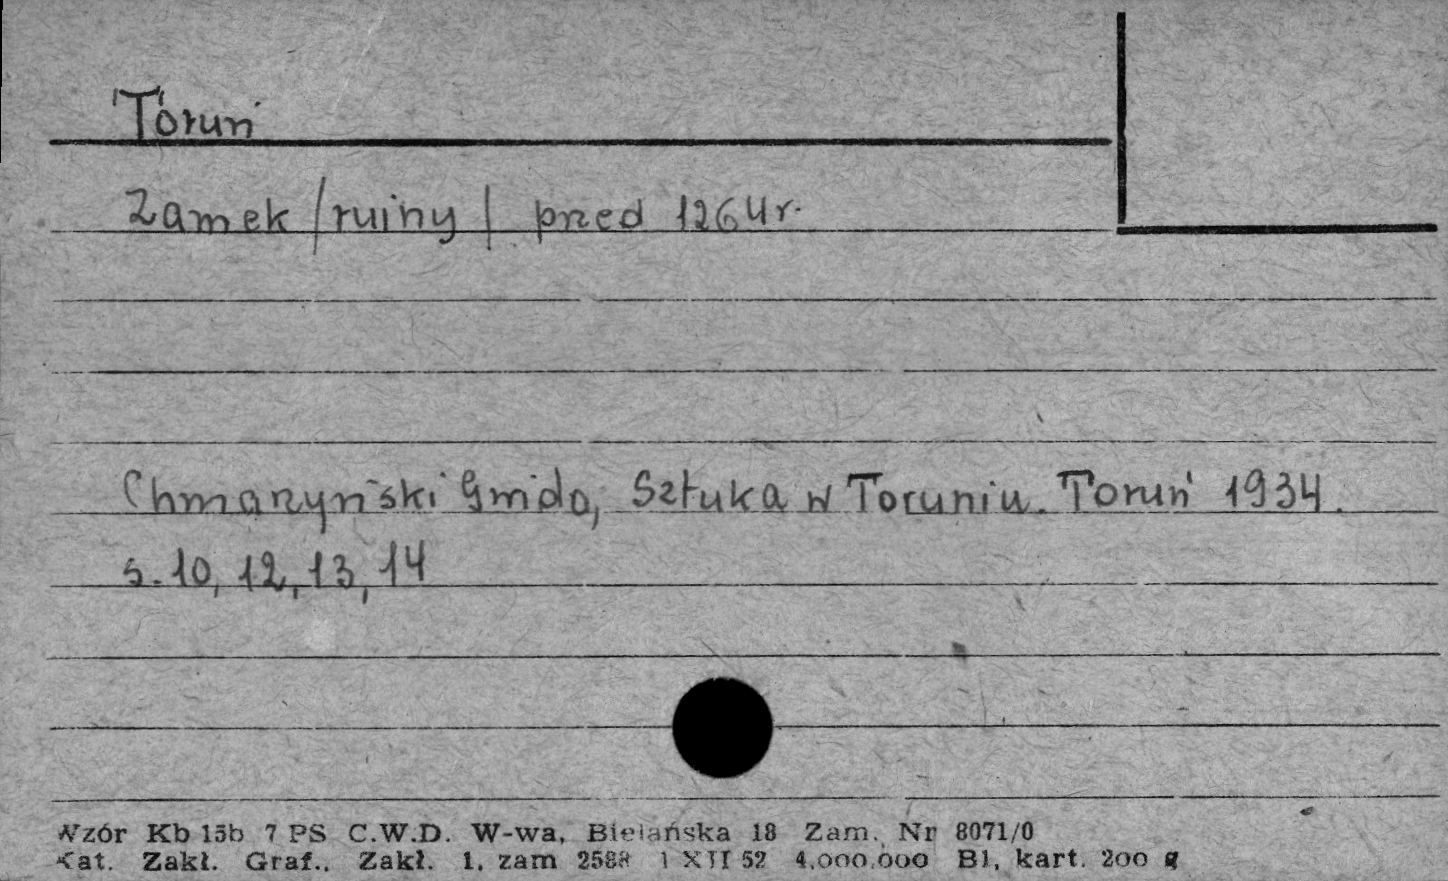 Toruń
Zamek /ruiny/ przed 1264 r.
Chmarzyński Gwido, Sztuka w Toruniu. Toruń 1934.
s. 10, 12, 13, 14
Wzór Kb 15b 7 PS C.W.D. W-wa, Bielańska 18 Zam. Nr 8071/0
Kat. Zakł. Graf., Zakł. 1, zam 2588 1 XII 52 4.000.000 B1, kart. 200 g